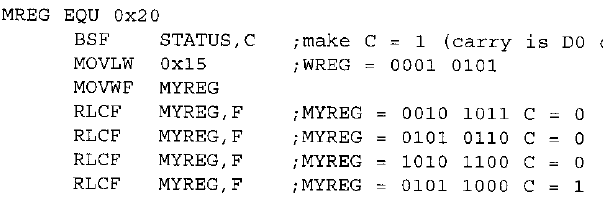 MREG EQU 0x20
BSF STATUS,C ;make C = 1 (carry is D0
MOVLW 0x15 ;WREG = 0001 0101
MOVWF MYREG
RLCF MYREG,F ;MYREG = 0010 1011 C = 0
RLCF MYREG,F ;MYREG = 0101 0110 C = 0
RLCF MYREG,F ;MYREG = 1010 1100 C = 0
RLCF MYREG,F ;MYREG = 0101 1000 C = 1